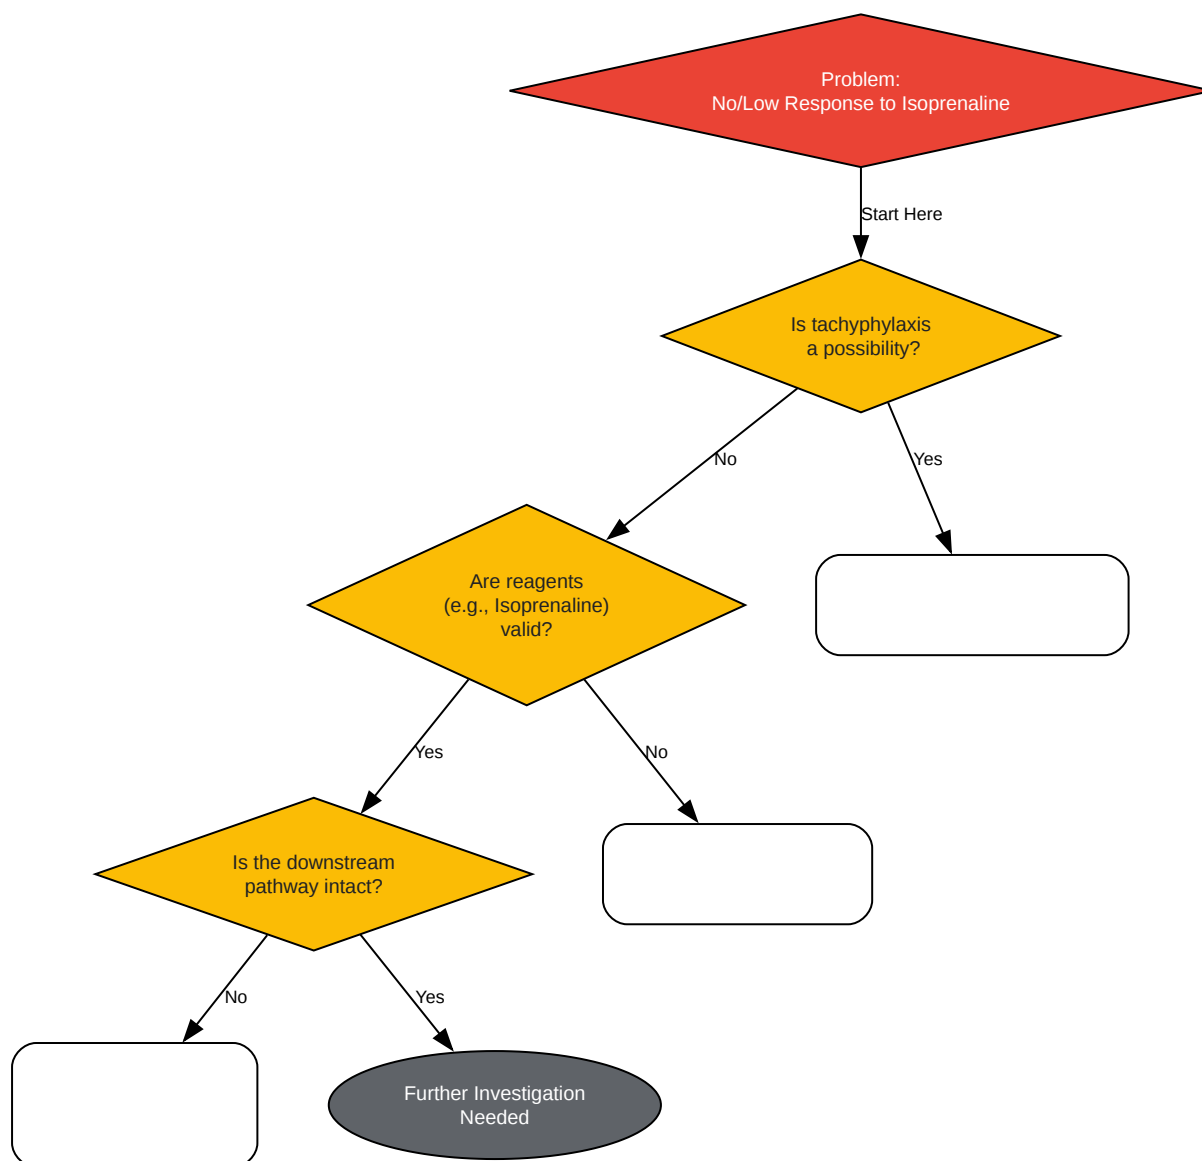 Problem:
No/Low Response to Isoprenaline
Start Here
Is tachyphylaxis
a possibility?
No
Yes
Are reagents
(e.g., Isoprenaline)
valid?
Yes
No
Is the downstream
pathway intact?
No
Yes
Further Investigation
Needed